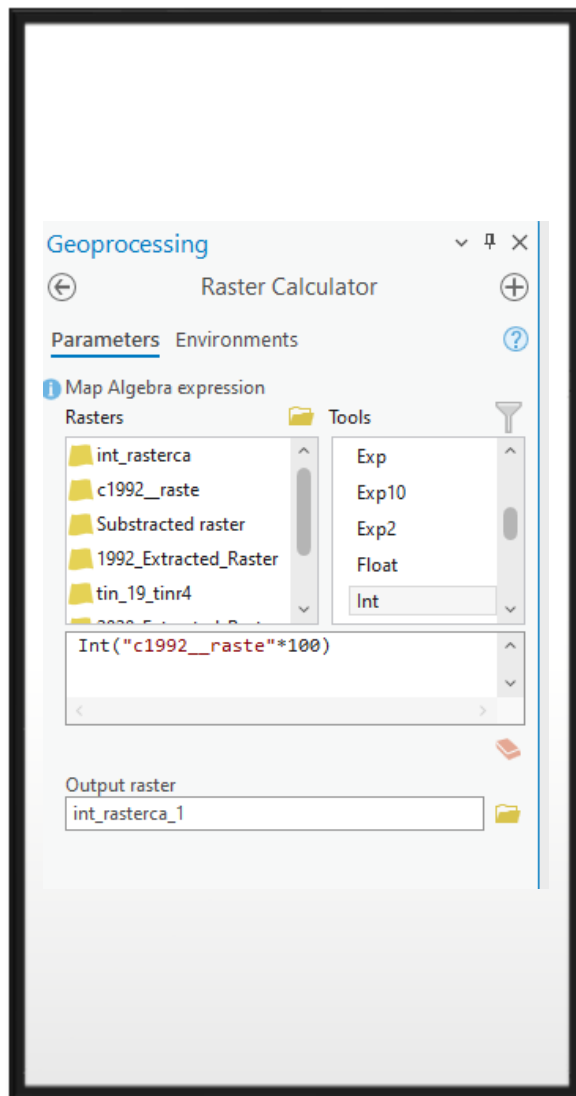 Geoprocessing
Raster Calculator
Parameters Environments
Map Algebra expression
Rasters Tools
int_rasterca
c1992__raste
Substracted raster
1992_Extracted_Raster
tin_19_tinr4
Exp
Exp10
Exp2
Float
Int
Int("c1992__raste"*100)
Output raster
int_rasterca_1